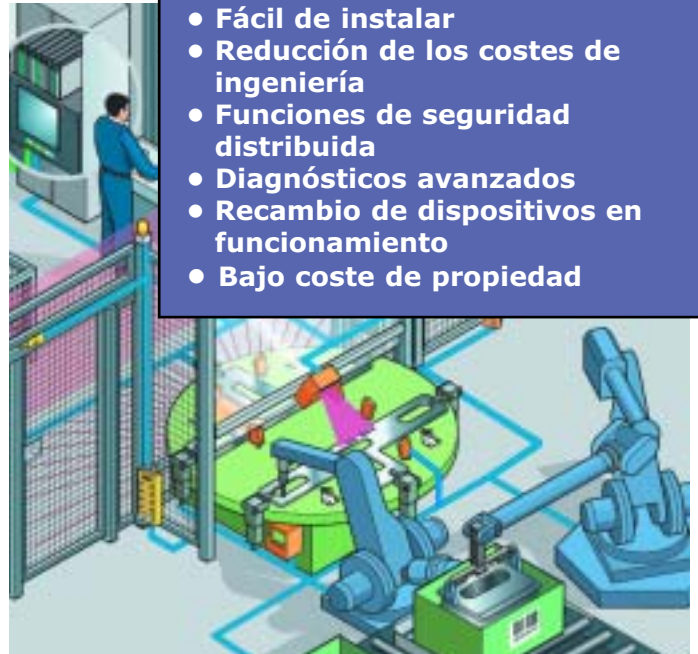 ● Fácil de instalar
● Reducción de los costes de
ingeniería
● Funciones de seguridad
distribuida
● Diagnósticos avanzados
● Recambio de dispositivos en
funcionamiento
● Bajo coste de propiedad